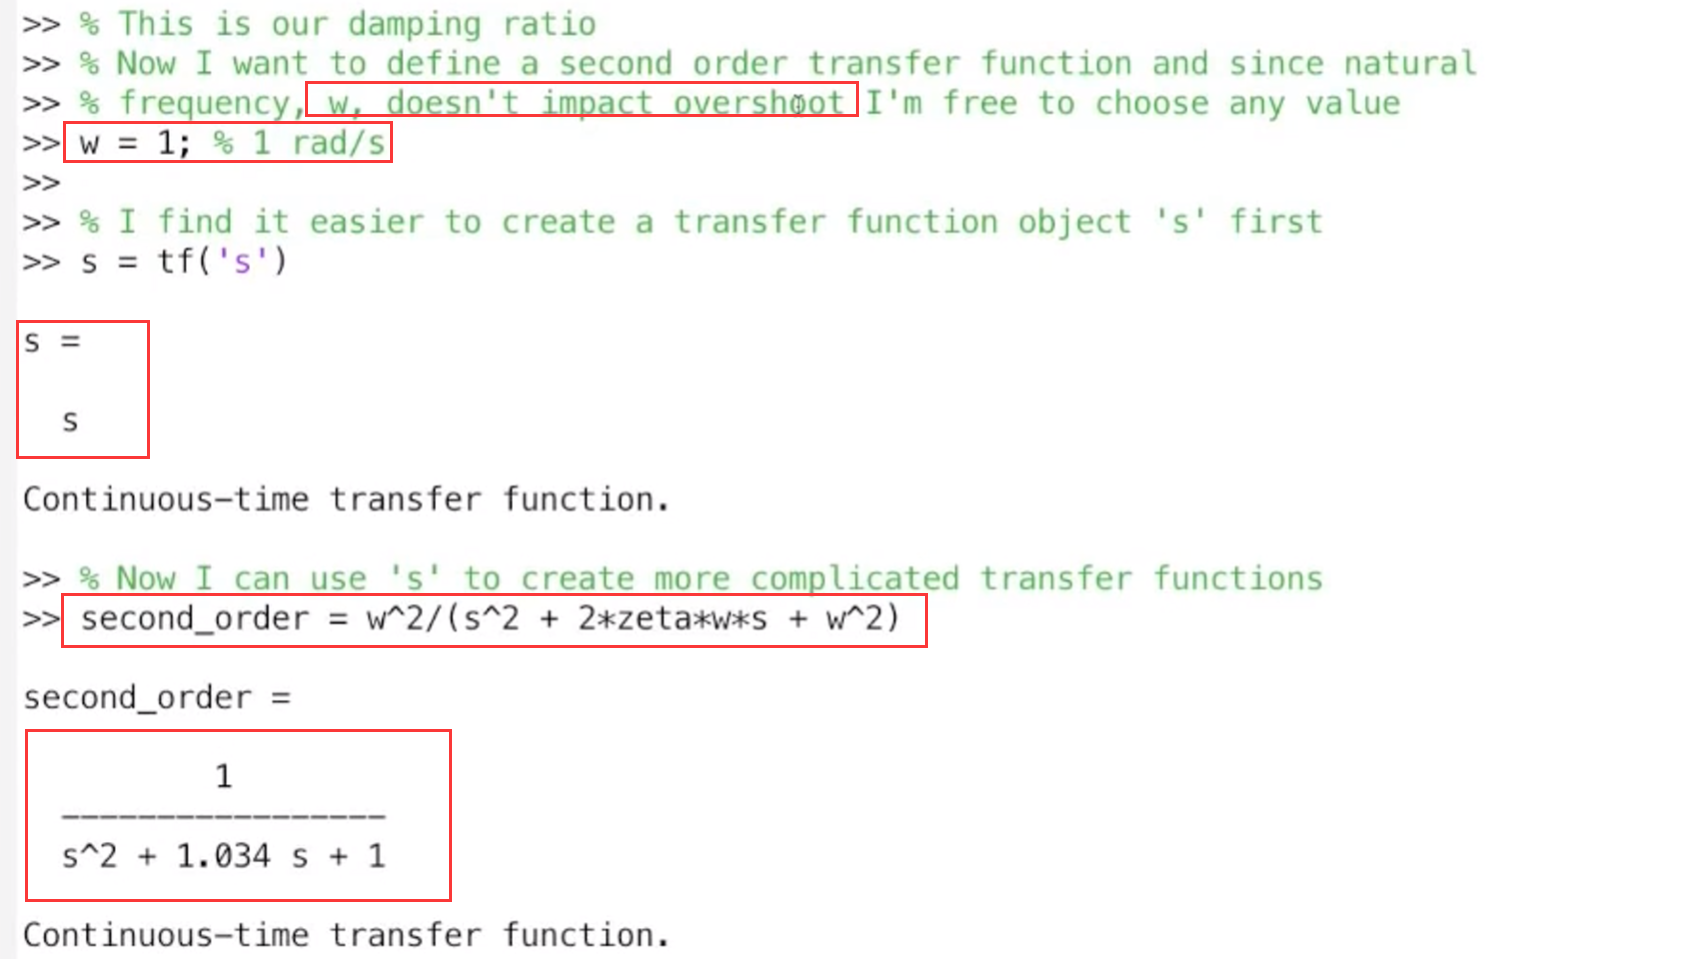 >> % This is our damping ratio
>> % Now I want to define a second order transfer function and since natural
>> % frequency, w, doesn't impact overshoot I'm free to choose any value
>> w = 1; % 1 rad/s
>>
>> % I find it easier to create a transfer function object 's' first
>> s = tf('s')
s =
s
Continuous-time transfer function.
>> % Now I can use 's' to create more complicated transfer functions
>> second_order = w^2/(s^2 + 2*zeta*w*s + w^2)
second_order =
1
-----------------
s^2 + 1.034 s + 1
Continuous-time transfer function.